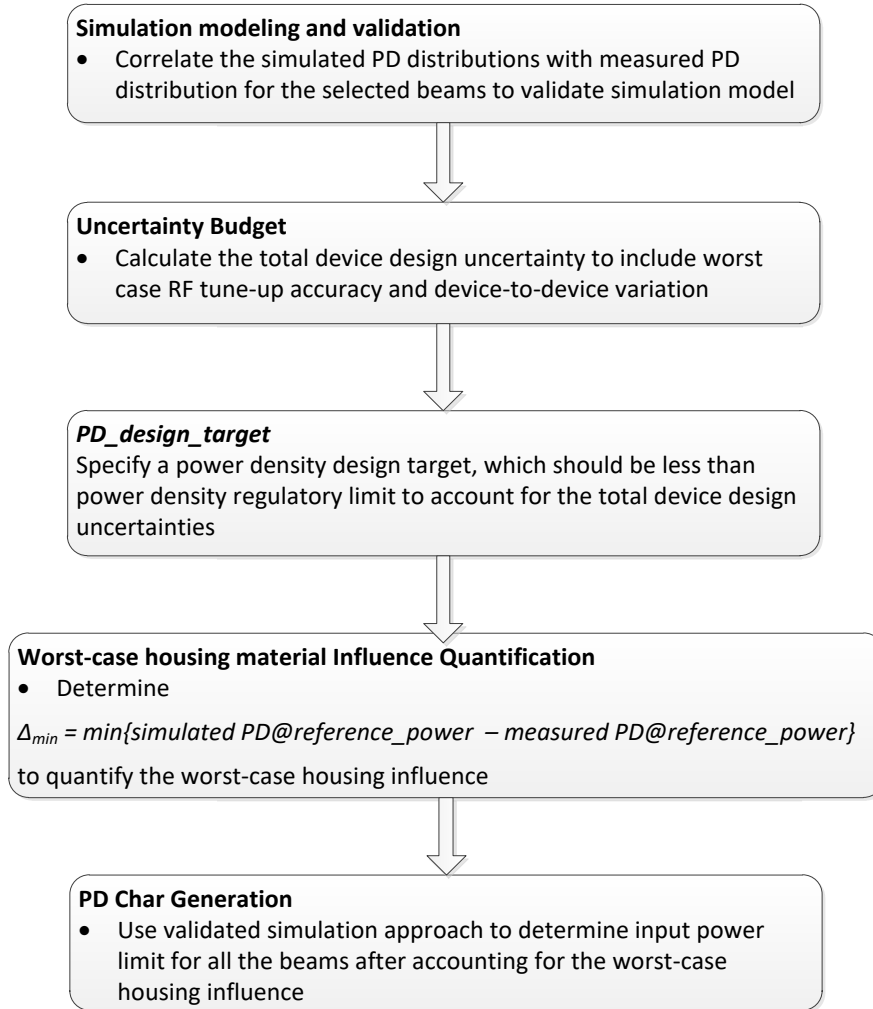 Simulation modeling and validation
• Correlate the simulated PD distributions with measured PD
distribution for the selected beams to validate simulation model
Uncertainty Budget
• Calculate the total device design uncertainty to include worst
case RF tune-up accuracy and device-to-device variation
PD_design_target
Specify a power density design target, which should be less than
power density regulatory limit to account for the total device design
uncertainties
Worst-case housing material Influence Quantification
• Determine
Δmin = min{simulated PD@reference_power – measured PD@reference_power}
to quantify the worst-case housing influence
PD Char Generation
• Use validated simulation approach to determine input power
limit for all the beams after accounting for the worst-case
housing influence